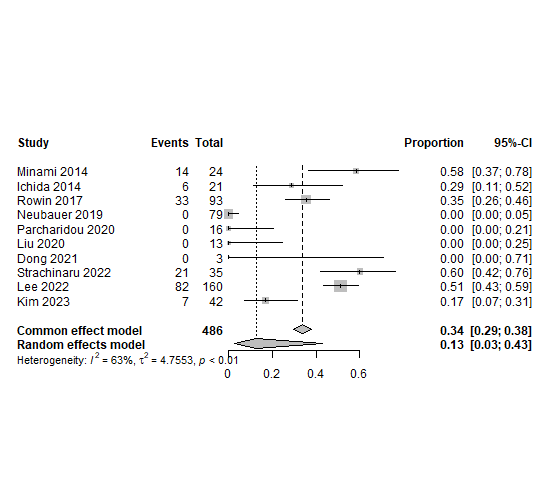 Study Events Total Proportion 95%-CI
Minami 2014 14 24 0.58 [0.37; 0.78]
Ichida 2014 6 21 0.29 [0.11; 0.52]
Rowin 2017 33 93 0.35 [0.26; 0.46]
Neubauer 2019 0 79 0.00 [0.00; 0.05]
Parcharidou 2020 0 16 0.00 [0.00; 0.21]
Liu 2020 0 13 0.00 [0.00; 0.25]
Dong 2021 0 3 0.00 [0.00; 0.71]
Strachinaru 2022 21 35 0.60 [0.42; 0.76]
Lee 2022 82 160 0.51 [0.43; 0.59]
Kim 2023 7 42 0.17 [0.07; 0.31]
Common effect model 486 0.34 [0.29; 0.38]
Random effects model 0.13 [0.03; 0.43]
Heterogeneity: I² = 63%, τ² = 4.7553, p < 0.01
0 0.2 0.4 0.6